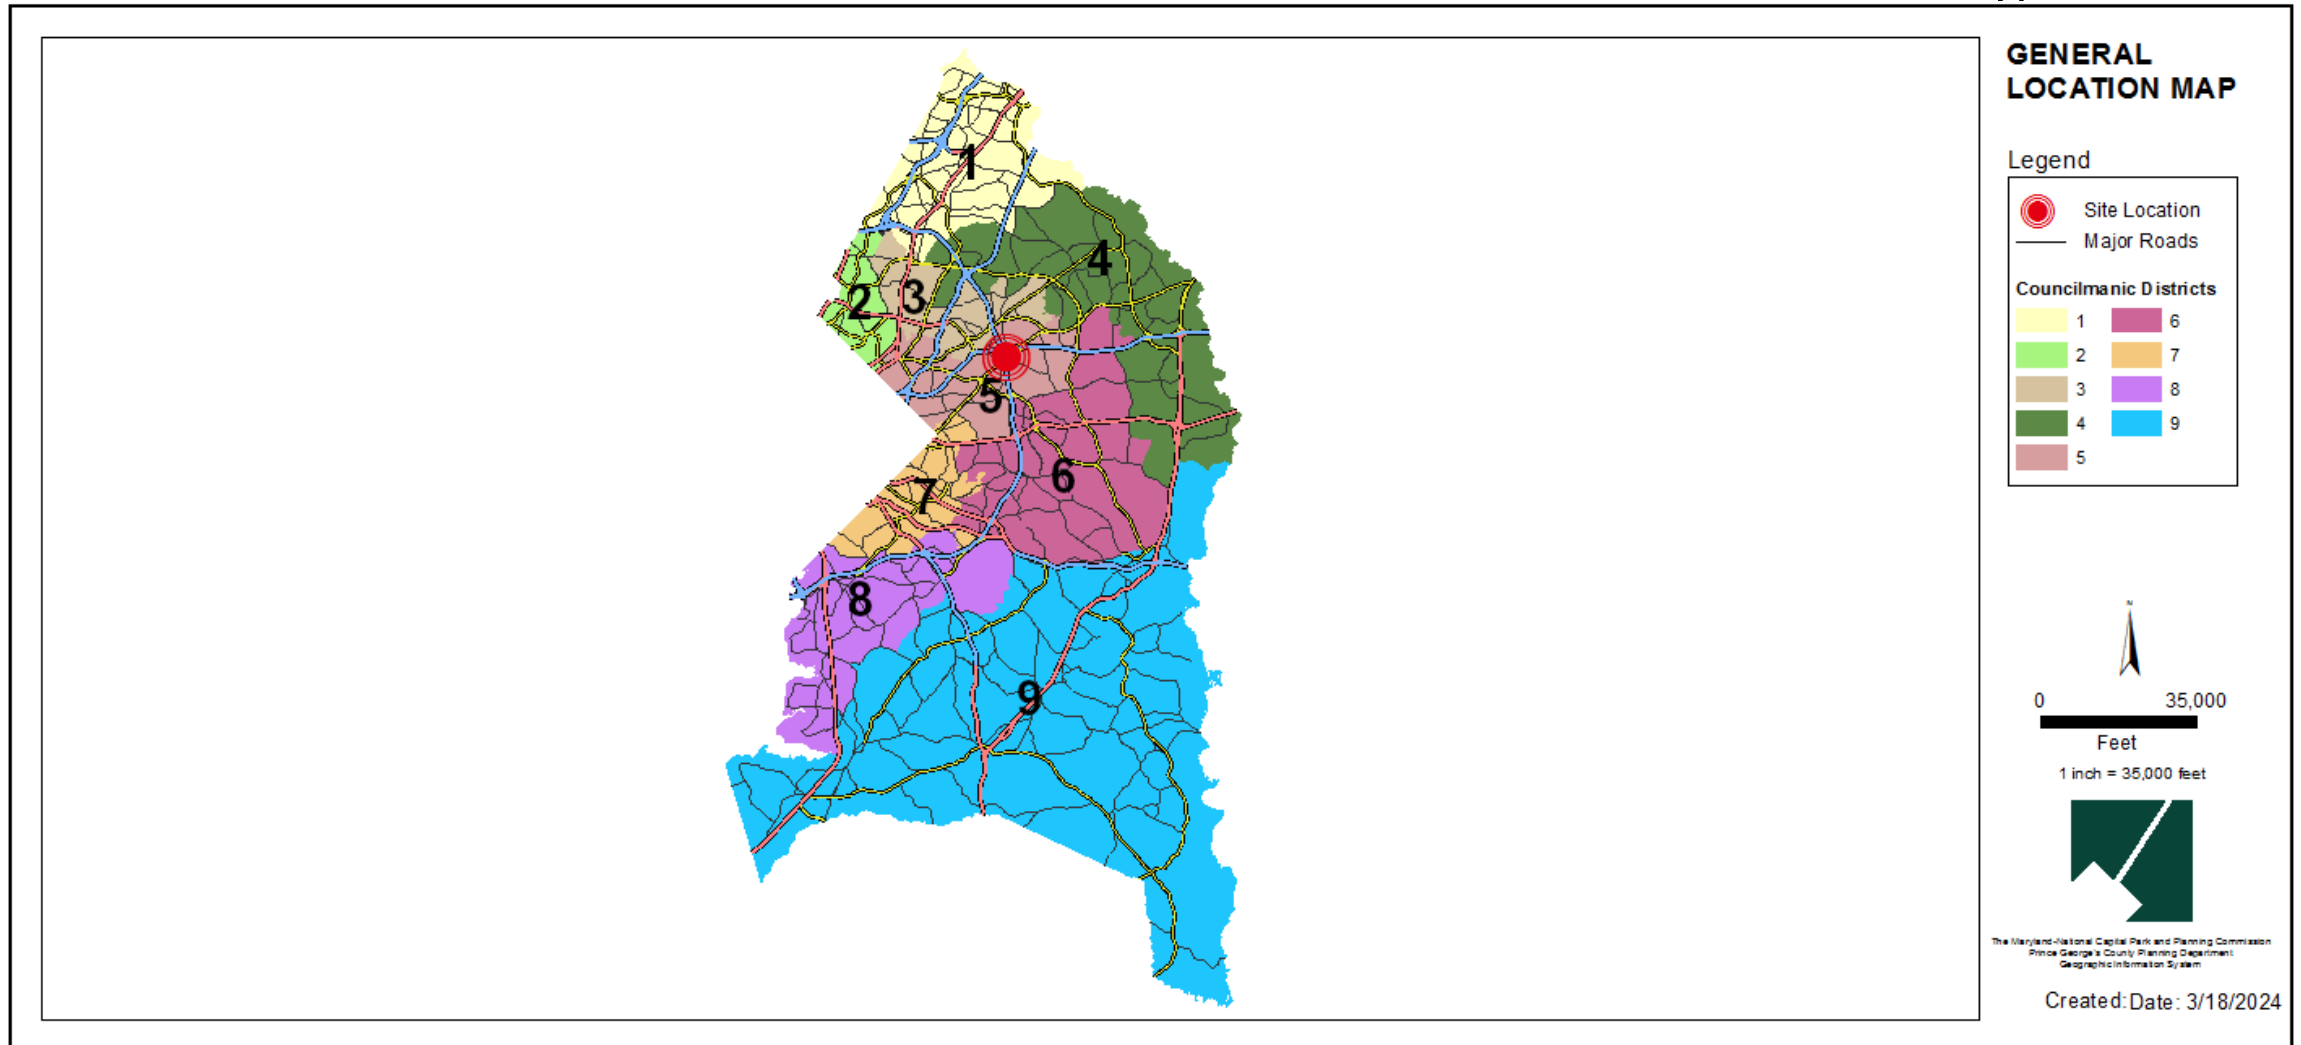 GENERAL
LOCATION MAP
Legend
Site Location
Major Roads
Councilmanic Districts
1 6
2 7
3 8
4 9
5
1
4
2
3
5
6
7
8
9
N
0 35,000
Feet
1 inch = 35,000 feet
The Maryland-National Capital Park and Planning Commission
Prince George's County Planning Department
Geographic Information System
Created: Date: 3/18/2024